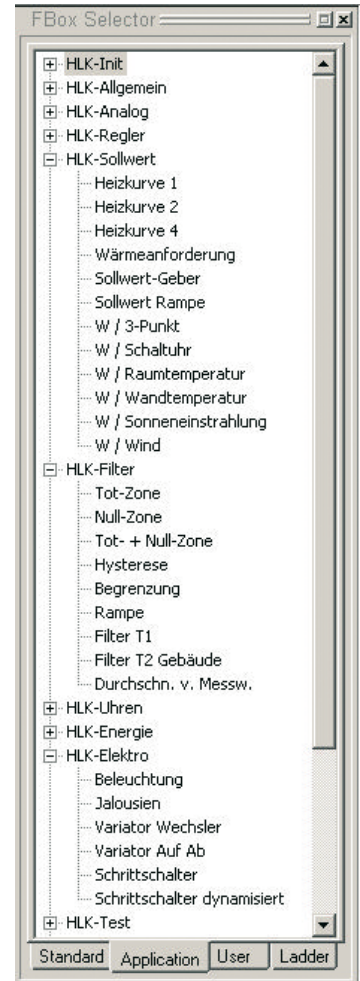 FBox Selector
HLK-Init
HLK-Allgemein
HLK-Analog
HLK-Regler
HLK-Sollwert
Heizkurve 1
Heizkurve 2
Heizkurve 4
Wärmeanforderung
Sollwert-Geber
Sollwert Rampe
W / 3-Punkt
W / Schaltuhr
W / Raumtemperatur
W / Wandtemperatur
W / Sonneneinstrahlung
W / Wind
HLK-Filter
Tot-Zone
Null-Zone
Tot- + Null-Zone
Hysterese
Begrenzung
Rampe
Filter T1
Filter T2 Gebäude
Durchschn. v. Messw.
HLK-Uhren
HLK-Energie
HLK-Elektro
Beleuchtung
Jalousien
Variator Wechsler
Variator Auf Ab
Schrittschalter
Schrittschalter dynamisiert
HLK-Test
Standard Application User Ladder